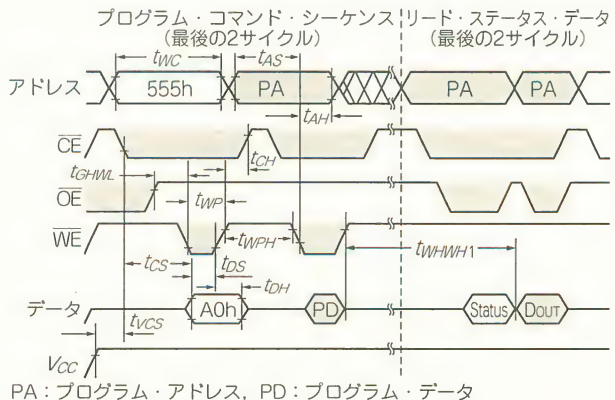 プログラム・コマンド・シーケンス
(最後の2サイクル)
リード・ステータス・データ
(最後の2サイクル)
tWC
tAS
アドレス
555h
PA
PA
PA
tAH
CE
tCH
tGHWL
OE
tWP
WE
tWPH
tWHWH1
tCS
tDS
tDH
データ
A0h
PD
Status
DOUT
tVCS
VCC
PA:プログラム・アドレス,PD:プログラム・データ